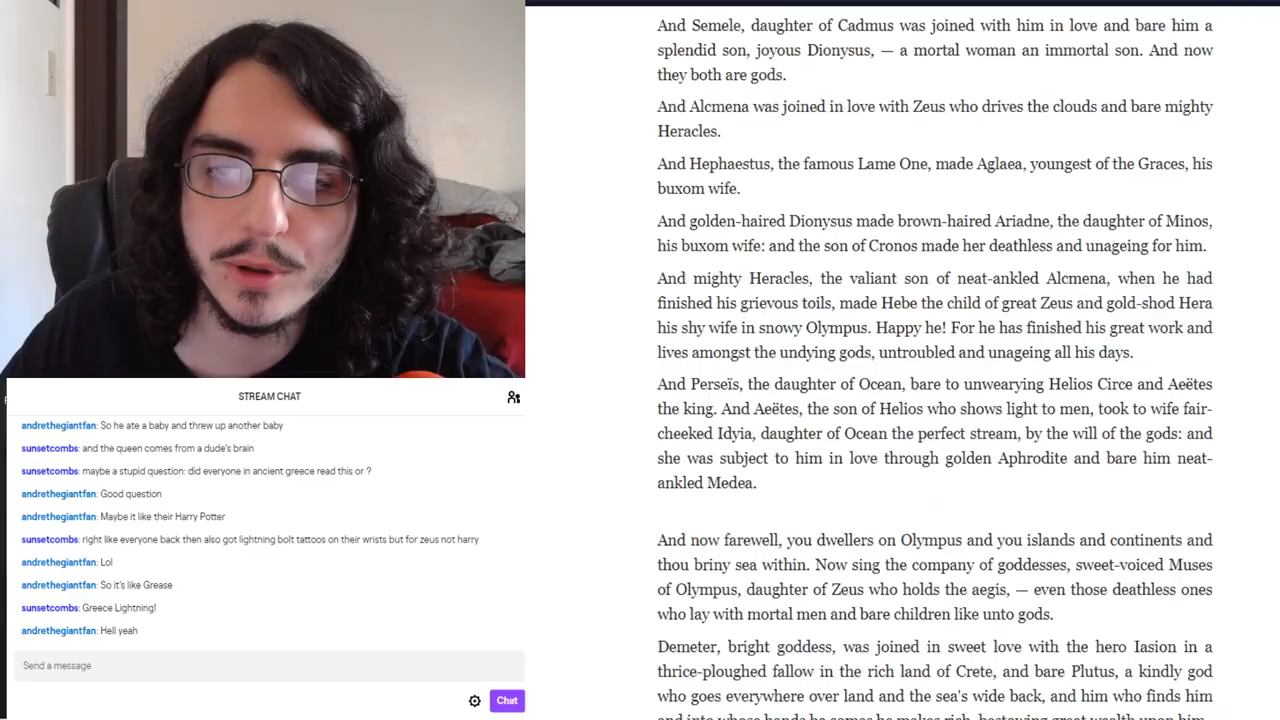 STREAM CHAT
andrethegiantfan: So he ate a baby and threw up another baby
sunsetcombs: and the queen comes from a dude's brain
sunsetcombs: maybe a stupid question: did everyone in ancient greece read this or ?
andrethegiantfan: Good question
andrethegiantfan: Maybe it like their Harry Potter
sunsetcombs: right like everyone back then also got lightning bolt tattoos on their wrists but for zeus not harry
andrethegiantfan: Lol
andrethegiantfan: So it's like Grease
sunsetcombs: Greece Lightning!
andrethegiantfan: Hell yeah
Send a message
Chat
And Semele, daughter of Cadmus was joined with him in love and bare him a
splendid son, joyous Dionysus, — a mortal woman an immortal son. And now
they both are gods.
And Alcmena was joined in love with Zeus who drives the clouds and bare mighty
Heracles.
And Hephaestus, the famous Lame One, made Aglaea, youngest of the Graces, his
buxom wife.
And golden-haired Dionysus made brown-haired Ariadne, the daughter of Minos,
his buxom wife: and the son of Cronos made her deathless and unageing for him.
And mighty Heracles, the valiant son of neat-ankled Alcmena, when he had
finished his grievous toils, made Hebe the child of great Zeus and gold-shod Hera
his shy wife in snowy Olympus. Happy he! For he has finished his great work and
lives amongst the undying gods, untroubled and unageing all his days.
And Perseïs, the daughter of Ocean, bare to unwearying Helios Circe and Aeëtes
the king. And Aeëtes, the son of Helios who shows light to men, took to wife fair-
cheeked Idyia, daughter of Ocean the perfect stream, by the will of the gods: and
she was subject to him in love through golden Aphrodite and bare him neat-
ankled Medea.
And now farewell, you dwellers on Olympus and you islands and continents and
thou briny sea within. Now sing the company of goddesses, sweet-voiced Muses
of Olympus, daughter of Zeus who holds the aegis, — even those deathless ones
who lay with mortal men and bare children like unto gods.
Demeter, bright goddess, was joined in sweet love with the hero Iasion in a
thrice-ploughed fallow in the rich land of Crete, and bare Plutus, a kindly god
who goes everywhere over land and the sea's wide back, and him who finds him
and into whose hands he comes he makes rich, bestowing great wealth upon him.